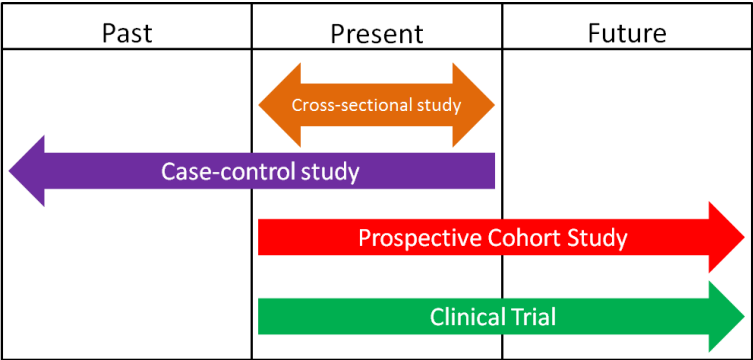 Past
Present
Future
Cross-sectional study
Case-control study
Prospective Cohort Study
Clinical Trial